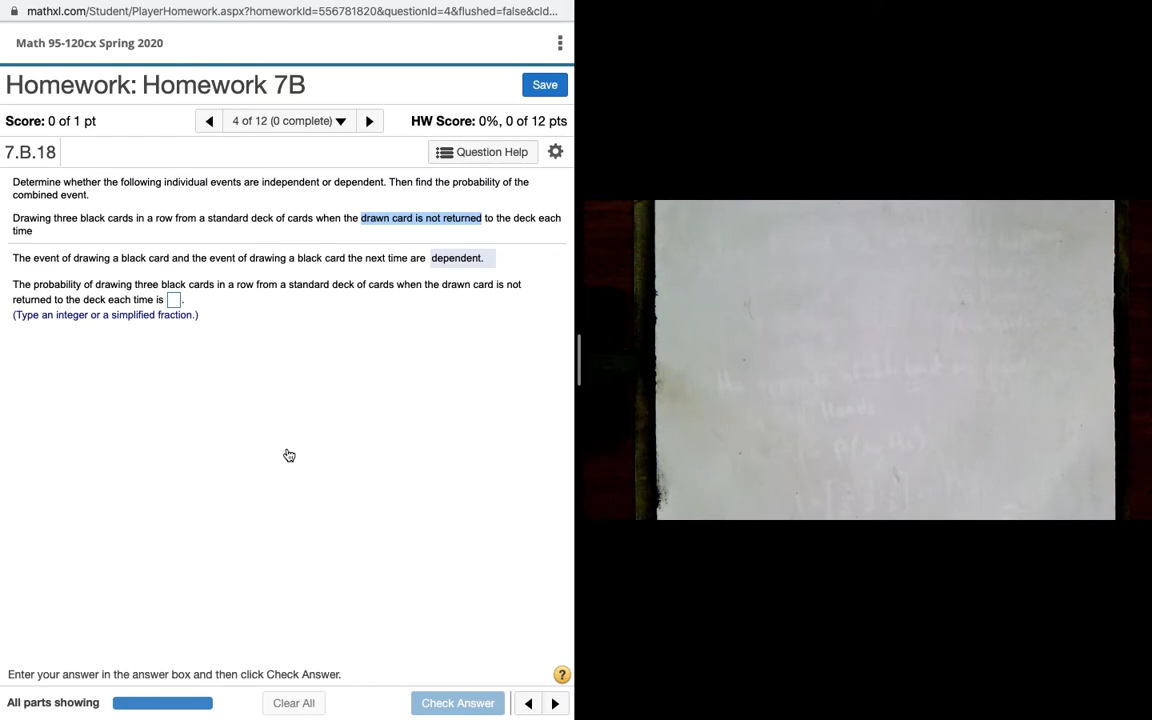 mathxl.com/Student/PlayerHomework.aspx?homeworkId=556781820&questionId=4&flushed=false&cld...
Math 95-120cx Spring 2020
Homework: Homework 7B
Save
Score: 0 of 1 pt
4 of 12 (0 complete)
HW Score: 0%, 0 of 12 pts
7.B.18
Question Help
Determine whether the following individual events are independent or dependent. Then find the probability of the
combined event.
Drawing three black cards in a row from a standard deck of cards when the drawn card is not returned to the deck each
time
The event of drawing a black card and the event of drawing a black card the next time are dependent.
The probability of drawing three black cards in a row from a standard deck of cards when the drawn card is not
returned to the deck each time is .
(Type an integer or a simplified fraction.)
Enter your answer in the answer box and then click Check Answer.
?
All parts showing
Clear All
Check Answer